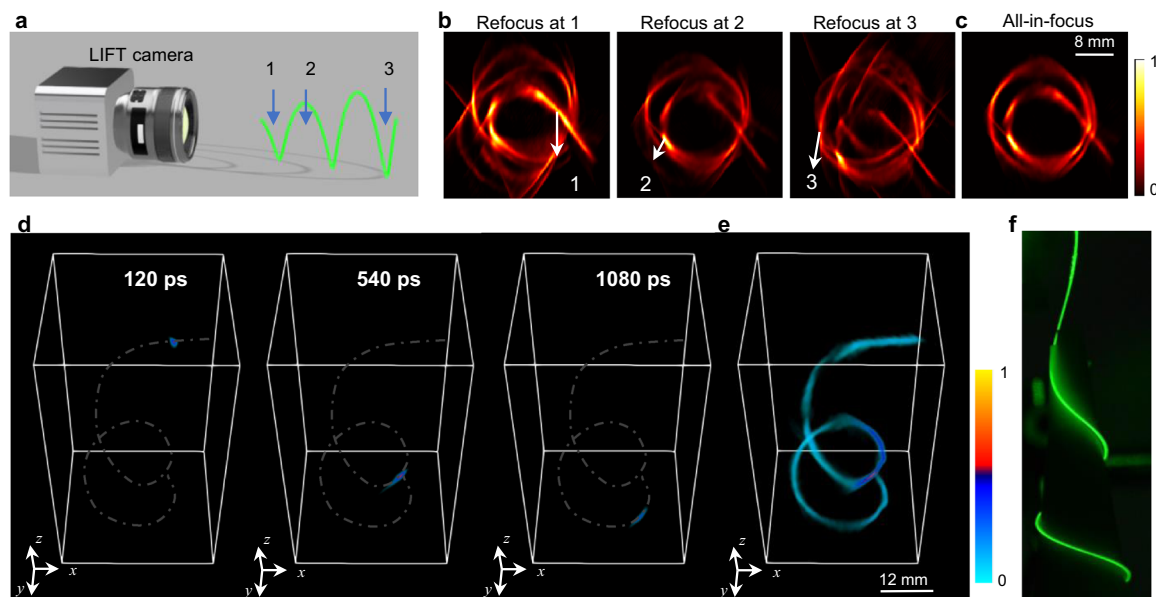 a
LIFT camera
1 2 3
b
Refocus at 1
Refocus at 2
Refocus at 3
1
2
3
c
All-in-focus
8 mm
1
0
d
120 ps
540 ps
1080 ps
z
x
y
z
x
y
z
x
y
e
z
x
y
12 mm
1
0
f